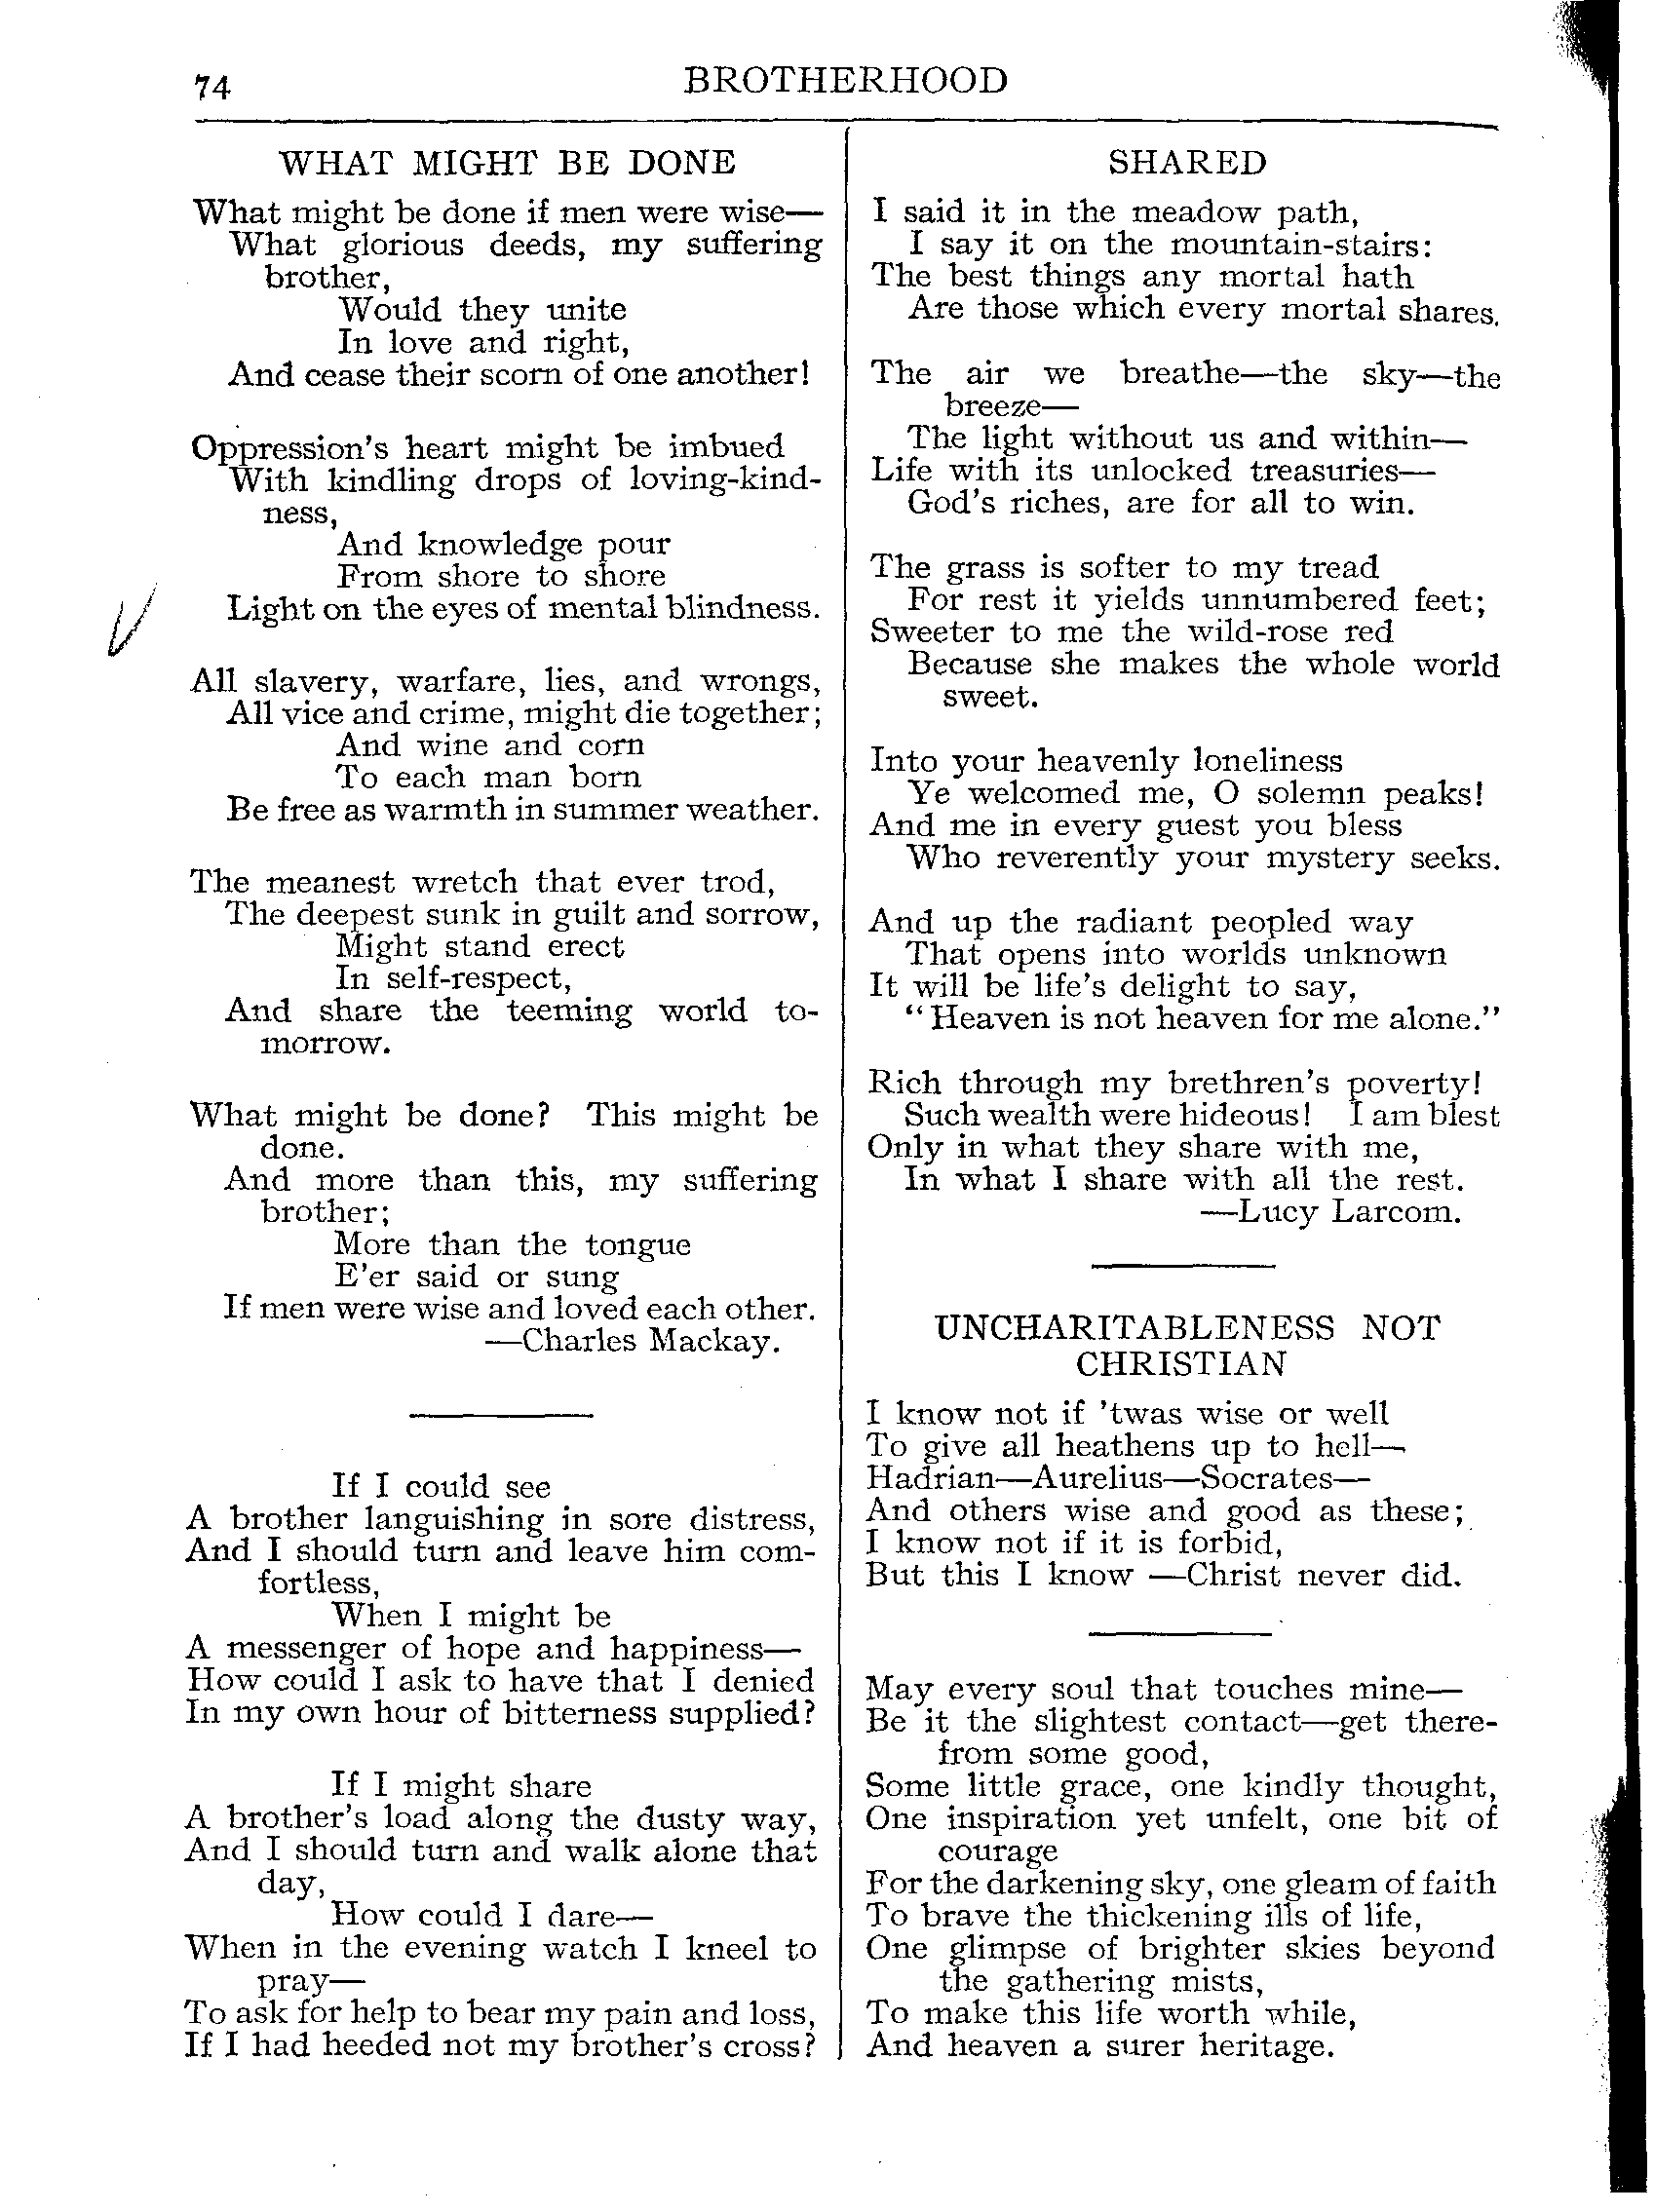 74
BROTHERHOOD
WHAT MIGHT BE DONE
What might be done if men were wise—
What glorious deeds, my suffering
brother,
Would they unite
In love and right,
And cease their scorn of one another!
Oppression's heart might be imbued
With kindling drops of loving-kind-
ness,
And knowledge pour
From shore to shore
Light on the eyes of mental blindness.
All slavery, warfare, lies, and wrongs,
All vice and crime, might die together;
And wine and corn
To each man born
Be free as warmth in summer weather.
The meanest wretch that ever trod,
The deepest sunk in guilt and sorrow,
Might stand erect
In self-respect,
And share the teeming world to-
morrow.
What might be done? This might be
done.
And more than this, my suffering
brother;
More than the tongue
E'er said or sung
If men were wise and loved each other.
—Charles Mackay.
If I could see
A brother languishing in sore distress,
And I should turn and leave him com-
fortless,
When I might be
A messenger of hope and happiness—
How could I ask to have that I denied
In my own hour of bitterness supplied?
If I might share
A brother's load along the dusty way,
And I should turn and walk alone that
day,
How could I dare—
When in the evening watch I kneel to
pray—
To ask for help to bear my pain and loss,
If I had heeded not my brother's cross?
SHARED
I said it in the meadow path,
I say it on the mountain-stairs:
The best things any mortal hath
Are those which every mortal shares.
The air we breathe—the sky—the
breeze—
The light without us and within—
Life with its unlocked treasuries—
God's riches, are for all to win.
The grass is softer to my tread
For rest it yields unnumbered feet;
Sweeter to me the wild-rose red
Because she makes the whole world
sweet.
Into your heavenly loneliness
Ye welcomed me, O solemn peaks!
And me in every guest you bless
Who reverently your mystery seeks.
And up the radiant peopled way
That opens into worlds unknown
It will be life's delight to say,
"Heaven is not heaven for me alone."
Rich through my brethren's poverty!
Such wealth were hideous! I am blest
Only in what they share with me,
In what I share with all the rest.
—Lucy Larcom.
UNCHARITABLENESS NOT
CHRISTIAN
I know not if 'twas wise or well
To give all heathens up to hell—
Hadrian—Aurelius—Socrates—
And others wise and good as these;
I know not if it is forbid,
But this I know —Christ never did.
May every soul that touches mine—
Be it the slightest contact—get there-
from some good,
Some little grace, one kindly thought,
One inspiration yet unfelt, one bit of
courage
For the darkening sky, one gleam of faith
To brave the thickening ills of life,
One glimpse of brighter skies beyond
the gathering mists,
To make this life worth while,
And heaven a surer heritage.